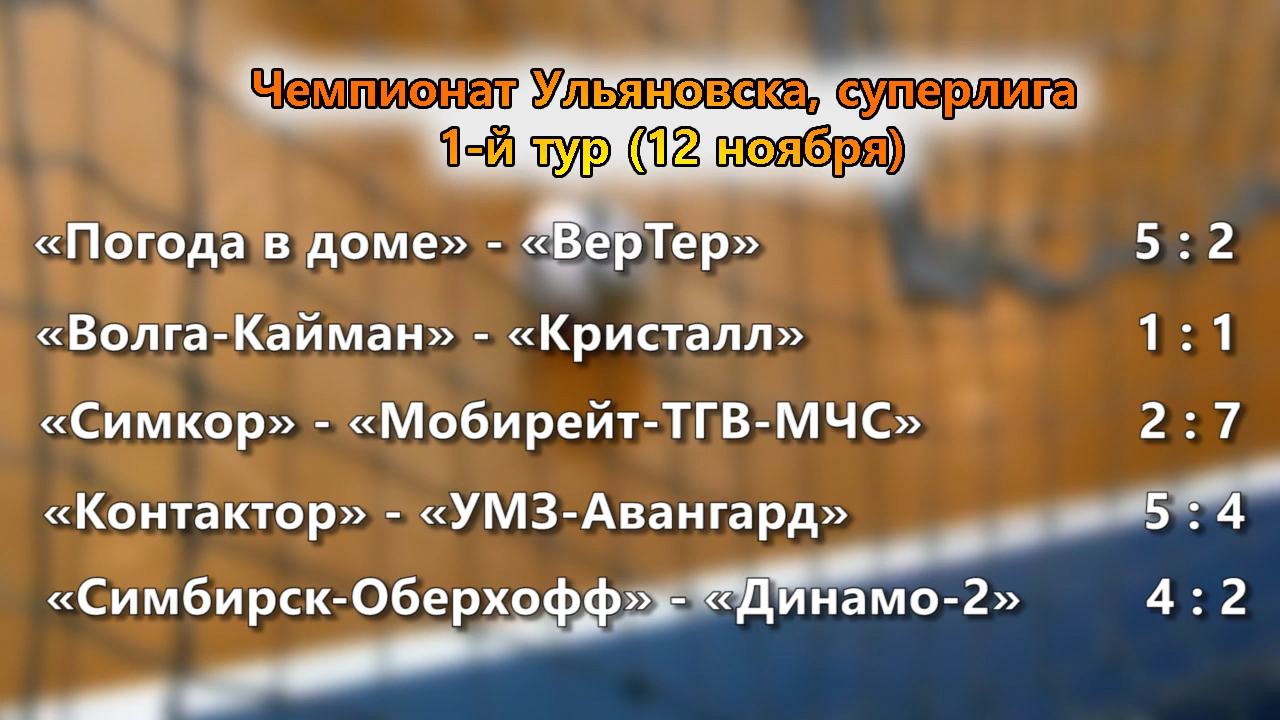 Чемпионат Ульяновска, суперлига
1-й тур (12 ноября)
«Погода в доме» - «ВерТер» 5 : 2
«Волга-Кайман» - «Кристалл» 1 : 1
«Симкор» - «Мобирейт-ТГВ-МЧС» 2 : 7
«Контактор» - «УМЗ-Авангард» 5 : 4
«Симбирск-Оберхофф» - «Динамо-2» 4 : 2